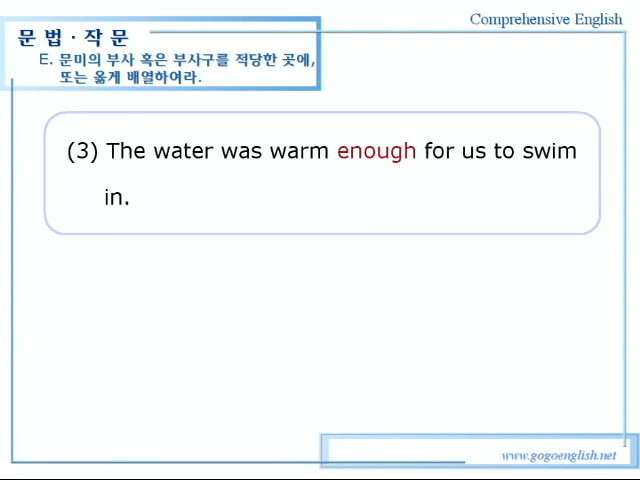 Comprehensive English
문 법 · 작 문
E. 문미의 부사 혹은 부사구를 적당한 곳에,
또는 옳게 배열하여라.
(3) The water was warm enough for us to swim
in.
www.gogoenglish.net